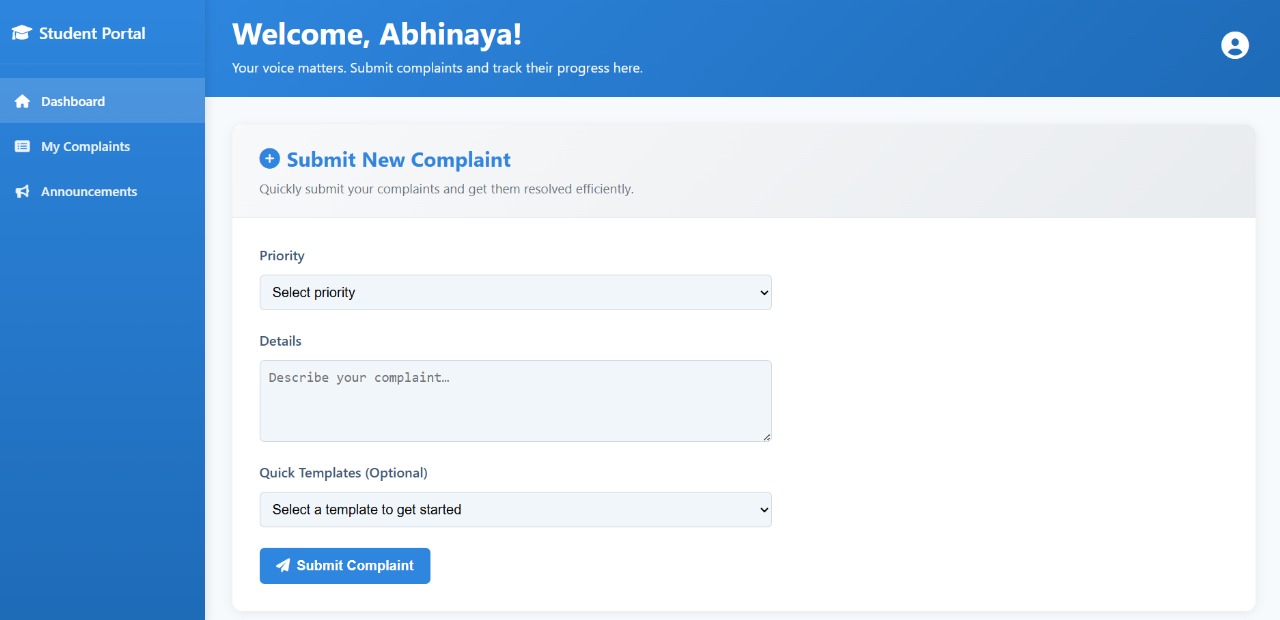 Student Portal
Dashboard
My Complaints
Announcements
Welcome, Abhinaya!
Your voice matters. Submit complaints and track their progress here.
Submit New Complaint
Quickly submit your complaints and get them resolved efficiently.
Priority
Select priority
Details
Describe your complaint…
Quick Templates (Optional)
Select a template to get started
Submit Complaint